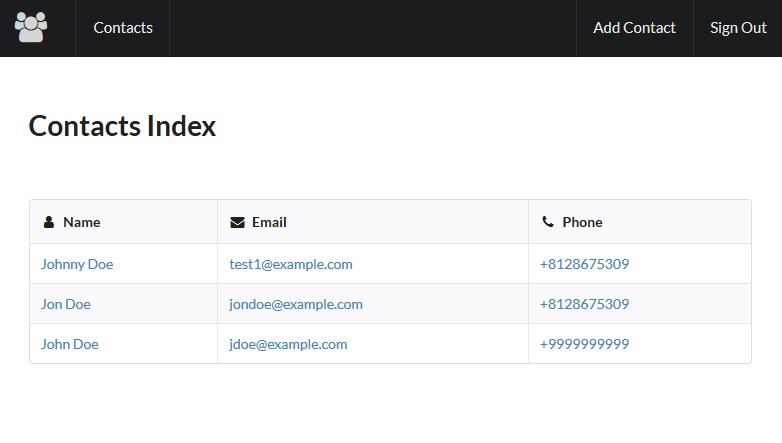 Contacts Add Contact Sign Out
Contacts Index
Name Email Phone
Johnny Doe test1@example.com +8128675309
Jon Doe jondoe@example.com +8128675309
John Doe jdoe@example.com +9999999999